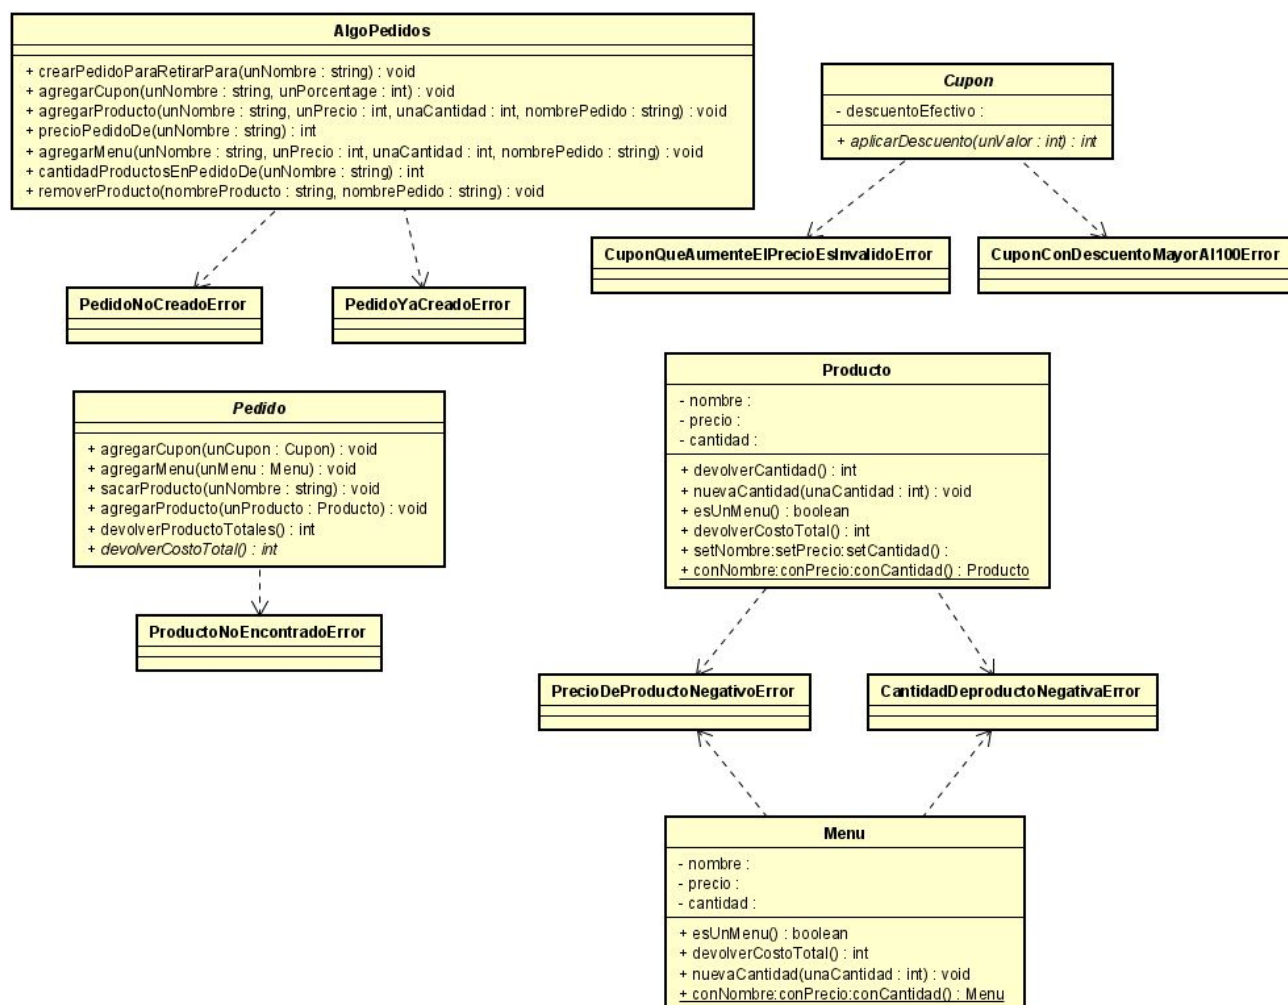 AlgoPedidos
+ crearPedidoParaRetirarPara(unNombre : string) : void
+ agregarCupon(unNombre : string, unPorcentage : int) : void
+ agregarProducto(unNombre : string, unPrecio : int, unaCantidad : int, nombrePedido : string) : void
+ precioPedidoDe(unNombre : string) : int
+ agregarMenu(unNombre : string, unPrecio : int, unaCantidad : int, nombrePedido : string) : void
+ cantidadProductosEnPedidoDe(unNombre : string) : int
+ removerProducto(nombreProducto : string, nombrePedido : string) : void
Cupon
- descuentoEfectivo :
+ aplicarDescuento(unValor : int) : int
CuponQueAumenteElPrecioEsInvalidoError
CuponConDescuentoMayorAl100Error
PedidoNoCreadoError
PedidoYaCreadoError
Pedido
+ agregarCupon(unCupon : Cupon) : void
+ agregarMenu(unMenu : Menu) : void
+ sacarProducto(unNombre : string) : void
+ agregarProducto(unProducto : Producto) : void
+ devolverProductoTotales() : int
+ devolverCostoTotal() : int
ProductoNoEncontradoError
Producto
- nombre :
- precio :
- cantidad :
+ devolverCantidad() : int
+ nuevaCantidad(unaCantidad : int) : void
+ esUnMenu() : boolean
+ devolverCostoTotal() : int
+ setNombre:setPrecio:setCantidad() :
+ conNombre:conPrecio:conCantidad() : Producto
PrecioDeProductoNegativoError
CantidadDeproductoNegativaError
Menu
- nombre :
- precio :
- cantidad :
+ esUnMenu() : boolean
+ devolverCostoTotal() : int
+ nuevaCantidad(unaCantidad : int) : void
+ conNombre:conPrecio:conCantidad() : Menu